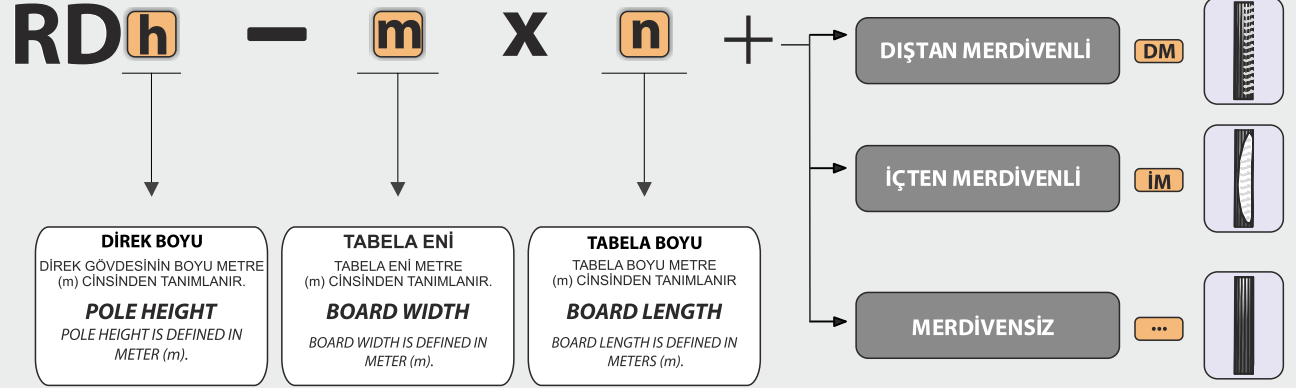 RDh - m x n +
DIŞTAN MERDİVENLİ
DM
İÇTEN MERDİVENLİ
İM
MERDİVENSİZ
...
DİREK BOYU
DİREK GÖVDESİNİN BOYU METRE
(m) CİNSİNDEN TANIMLANIR.
POLE HEIGHT
POLE HEIGHT IS DEFINED IN
METER (m).
TABELA ENİ
TABELA ENİ METRE
(m) CİNSİNDEN TANIMLANIR.
BOARD WIDTH
BOARD WIDTH IS DEFINED IN
METER (m).
TABELA BOYU
TABELA BOYU METRE
(m) CİNSİNDEN TANIMLANIR
BOARD LENGTH
BOARD LENGTH IS DEFINED IN
METERS (m).